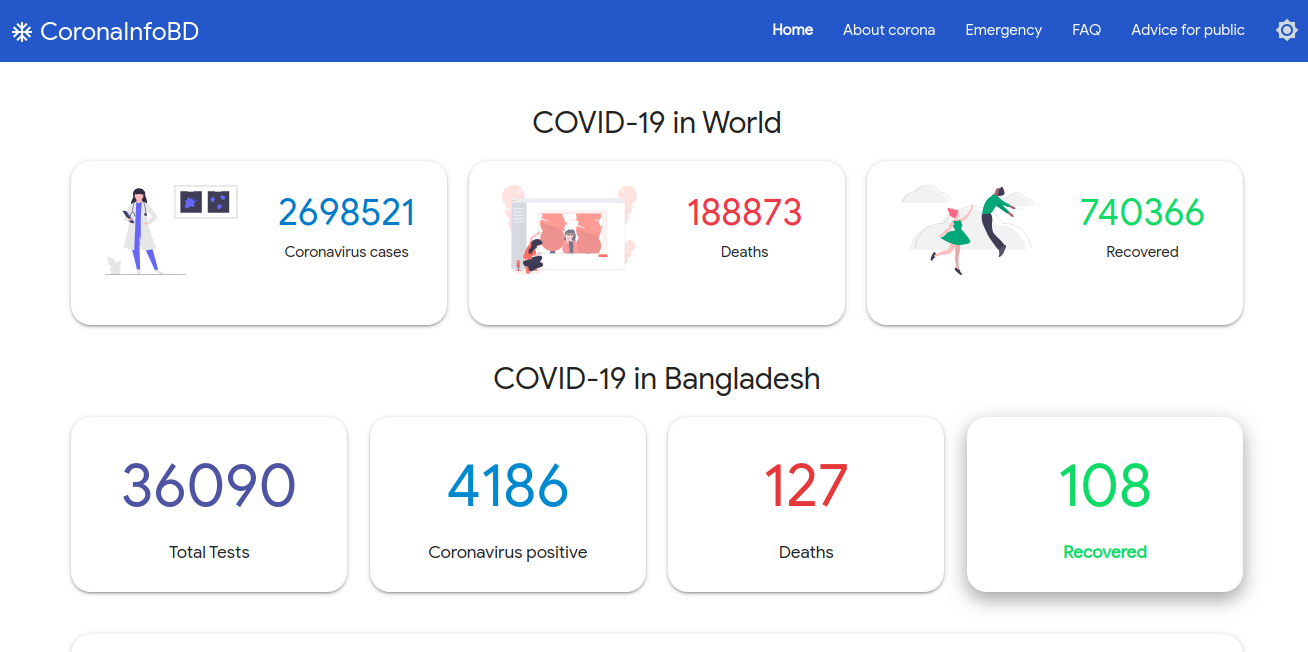 CoronaInfoBD
Home About corona Emergency FAQ Advice for public
COVID-19 in World
2698521
Coronavirus cases
188873
Deaths
740366
Recovered
COVID-19 in Bangladesh
36090
Total Tests
4186
Coronavirus positive
127
Deaths
108
Recovered